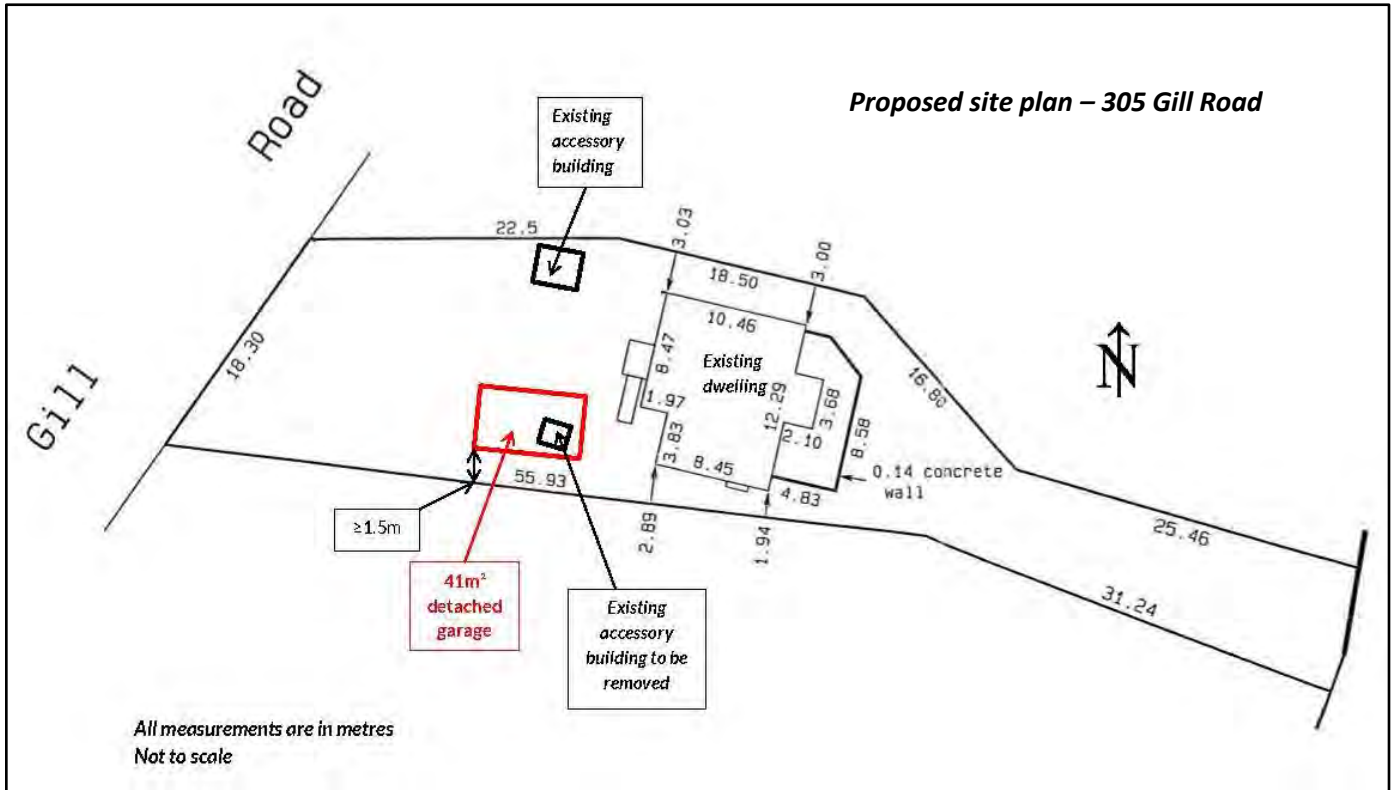 Proposed site plan – 305 Gill Road
Gill Road
Existing
accessory
building
22.5
3.03
18.50
3.00
10.46
18.30
8.47
Existing
dwelling
16.80
1.97
12.29
3.68
3.83
2.10
8.58
8.45
4.83
0.14 concrete
wall
55.93
≥1.5m
2.89
1.94
25.46
31.24
N
41m²
detached
garage
Existing
accessory
building to be
removed
All measurements are in metres
Not to scale